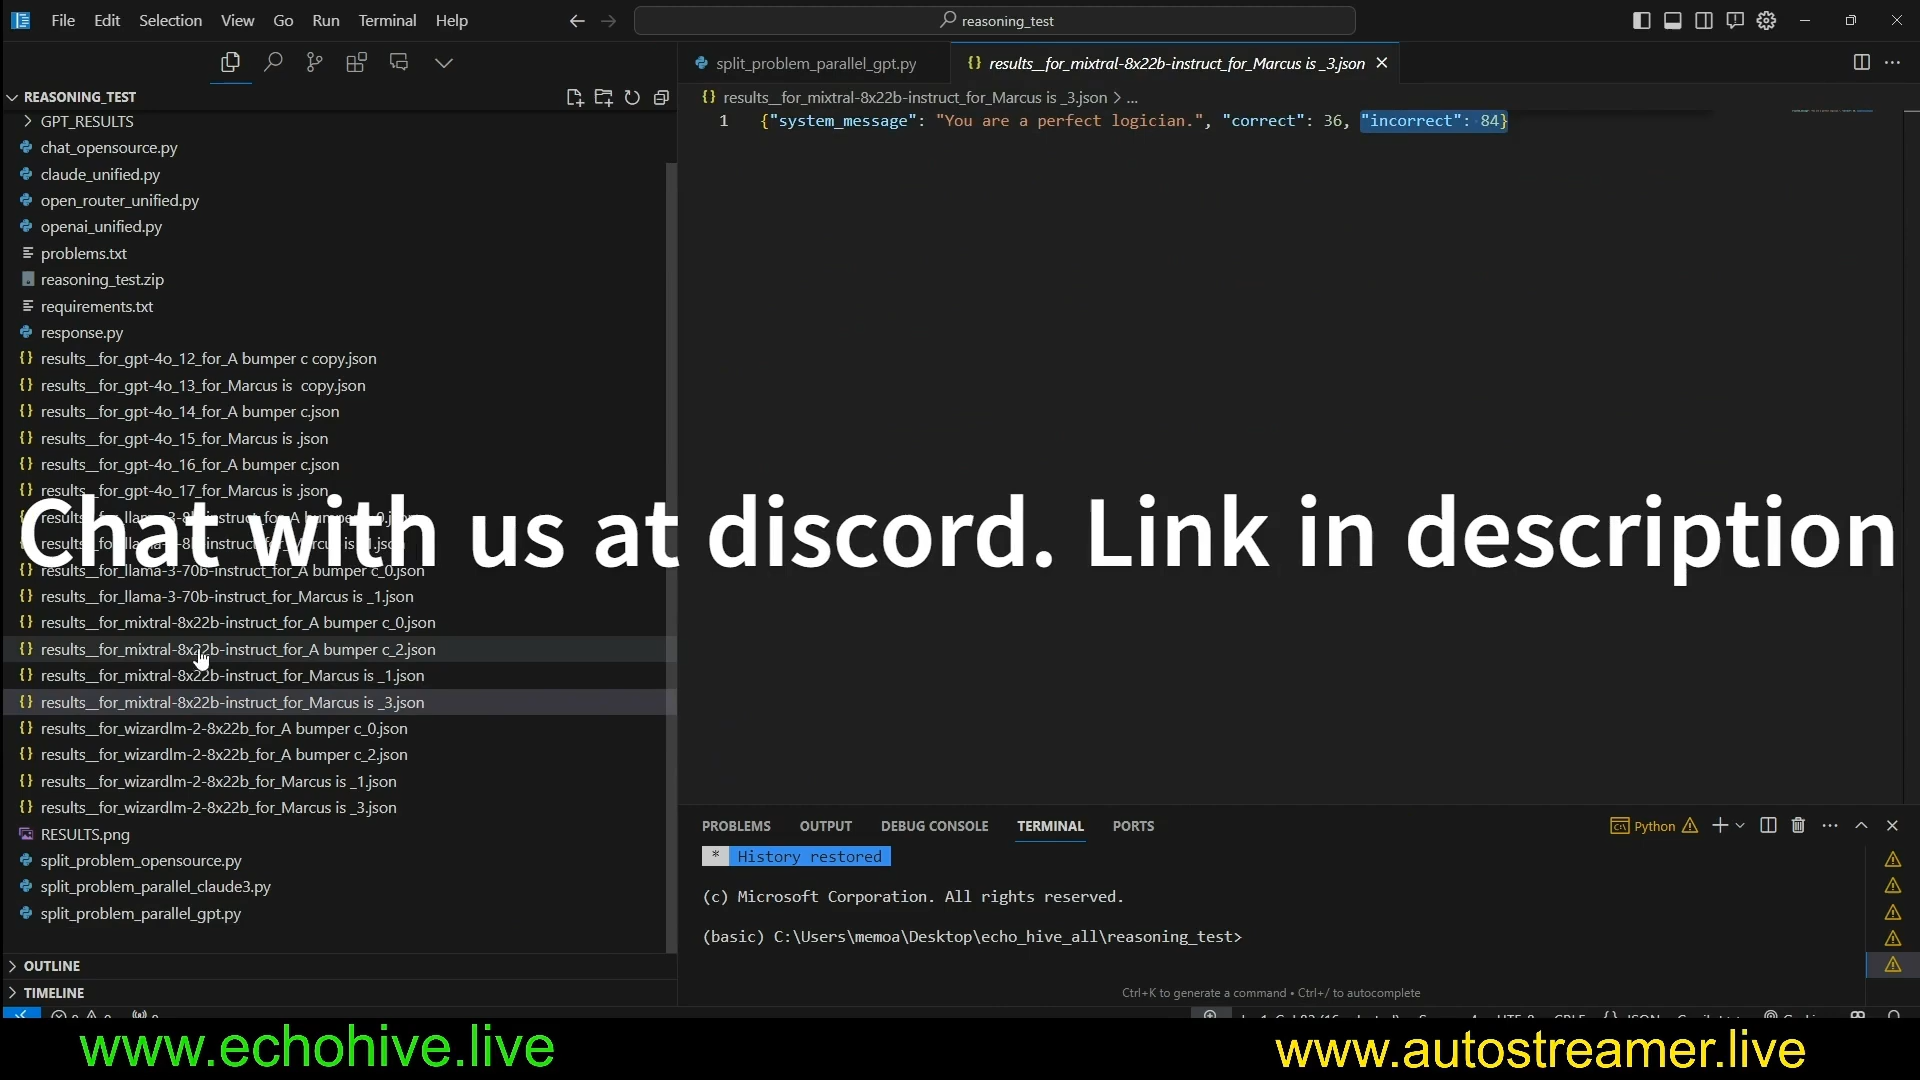 File Edit Selection View Go Run Terminal Help
reasoning_test
split_problem_parallel_gpt.py
{} results__for_mixtral-8x22b-instruct_for_Marcus is _3.json
REASONING_TEST
{} results__for_mixtral-8x22b-instruct_for_Marcus is _3.json > ...
1 {"system_message": "You are a perfect logician.", "correct": 36, "incorrect": 84}
GPT_RESULTS
chat_opensource.py
claude_unified.py
open_router_unified.py
openai_unified.py
problems.txt
reasoning_test.zip
requirements.txt
response.py
{} results__for_gpt-4o_12_for_A bumper c copy.json
{} results__for_gpt-4o_13_for_Marcus is  copy.json
{} results__for_gpt-4o_14_for_A bumper c.json
{} results__for_gpt-4o_15_for_Marcus is .json
{} results__for_gpt-4o_16_for_A bumper c.json
{} results__for_gpt-4o_17_for_Marcus is .json
Chat with us at discord. Link in description
{} results__for_llama-3-70b-instruct_for_A bumper c_0.json
{} results__for_llama-3-70b-instruct_for_Marcus is _1.json
{} results__for_mixtral-8x22b-instruct_for_A bumper c_0.json
{} results__for_mixtral-8x22b-instruct_for_A bumper c_2.json
{} results__for_mixtral-8x22b-instruct_for_Marcus is _1.json
{} results__for_mixtral-8x22b-instruct_for_Marcus is _3.json
{} results__for_wizardlm-2-8x22b_for_A bumper c_0.json
{} results__for_wizardlm-2-8x22b_for_A bumper c_2.json
{} results__for_wizardlm-2-8x22b_for_Marcus is _1.json
{} results__for_wizardlm-2-8x22b_for_Marcus is _3.json
RESULTS.png
split_problem_opensource.py
split_problem_parallel_claude3.py
split_problem_parallel_gpt.py
OUTLINE
TIMELINE
PROBLEMS OUTPUT DEBUG CONSOLE TERMINAL PORTS
Python
* History restored
(c) Microsoft Corporation. All rights reserved.
(basic) C:\Users\memoa\Desktop\echo_hive_all\reasoning_test>
Ctrl+K to generate a command • Ctrl+/ to autocomplete
www.echohive.live
www.autostreamer.live